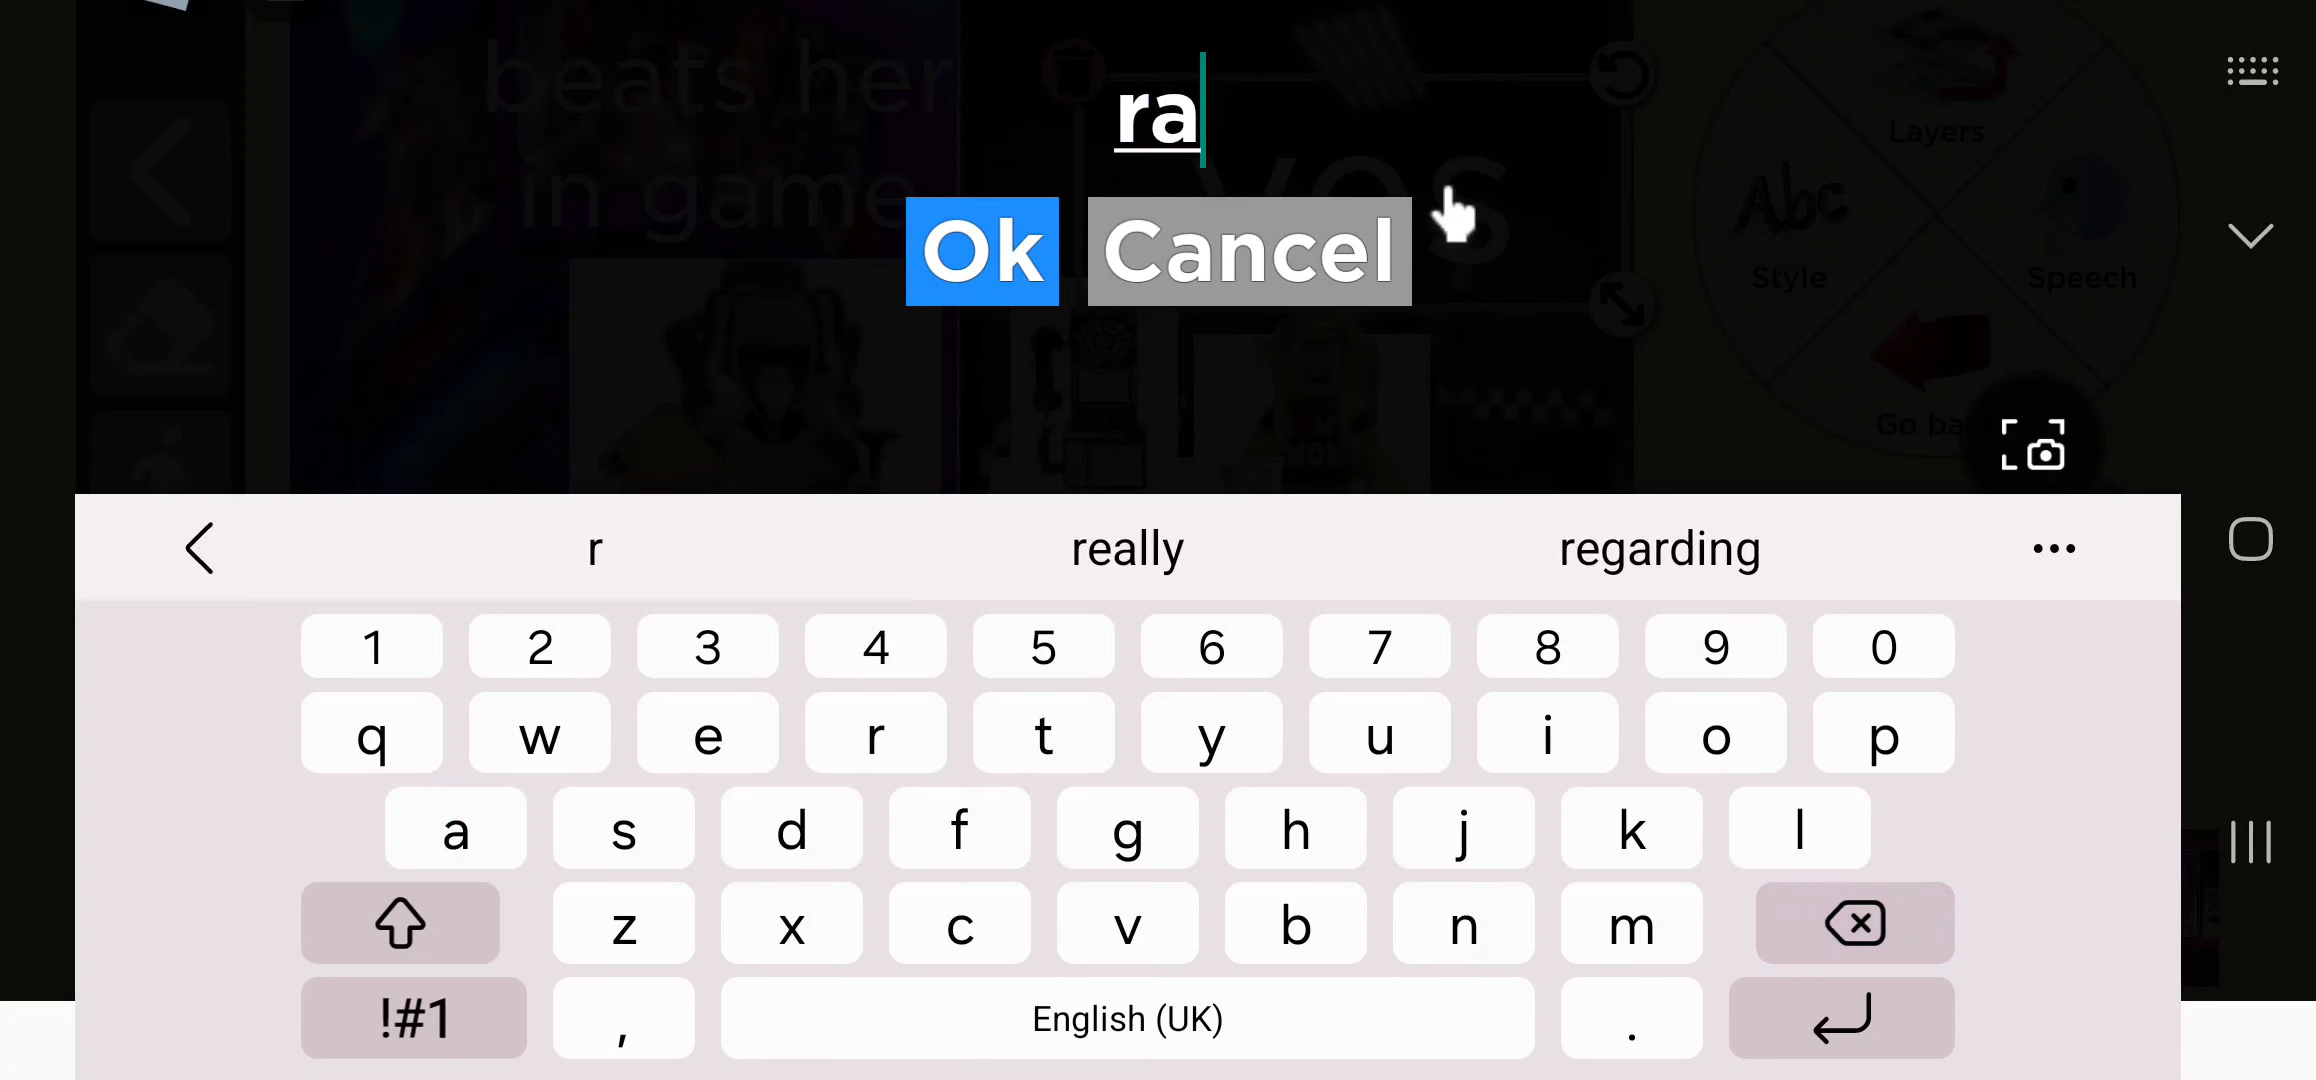 beats her
in game
ra
Ok Cancel
Layers
Abc
Style
Speech
r really regarding
1 2 3 4 5 6 7 8 9 0
q w e r t y u i o p
a s d f g h j k l
z x c v b n m
!#1 , English (UK) .